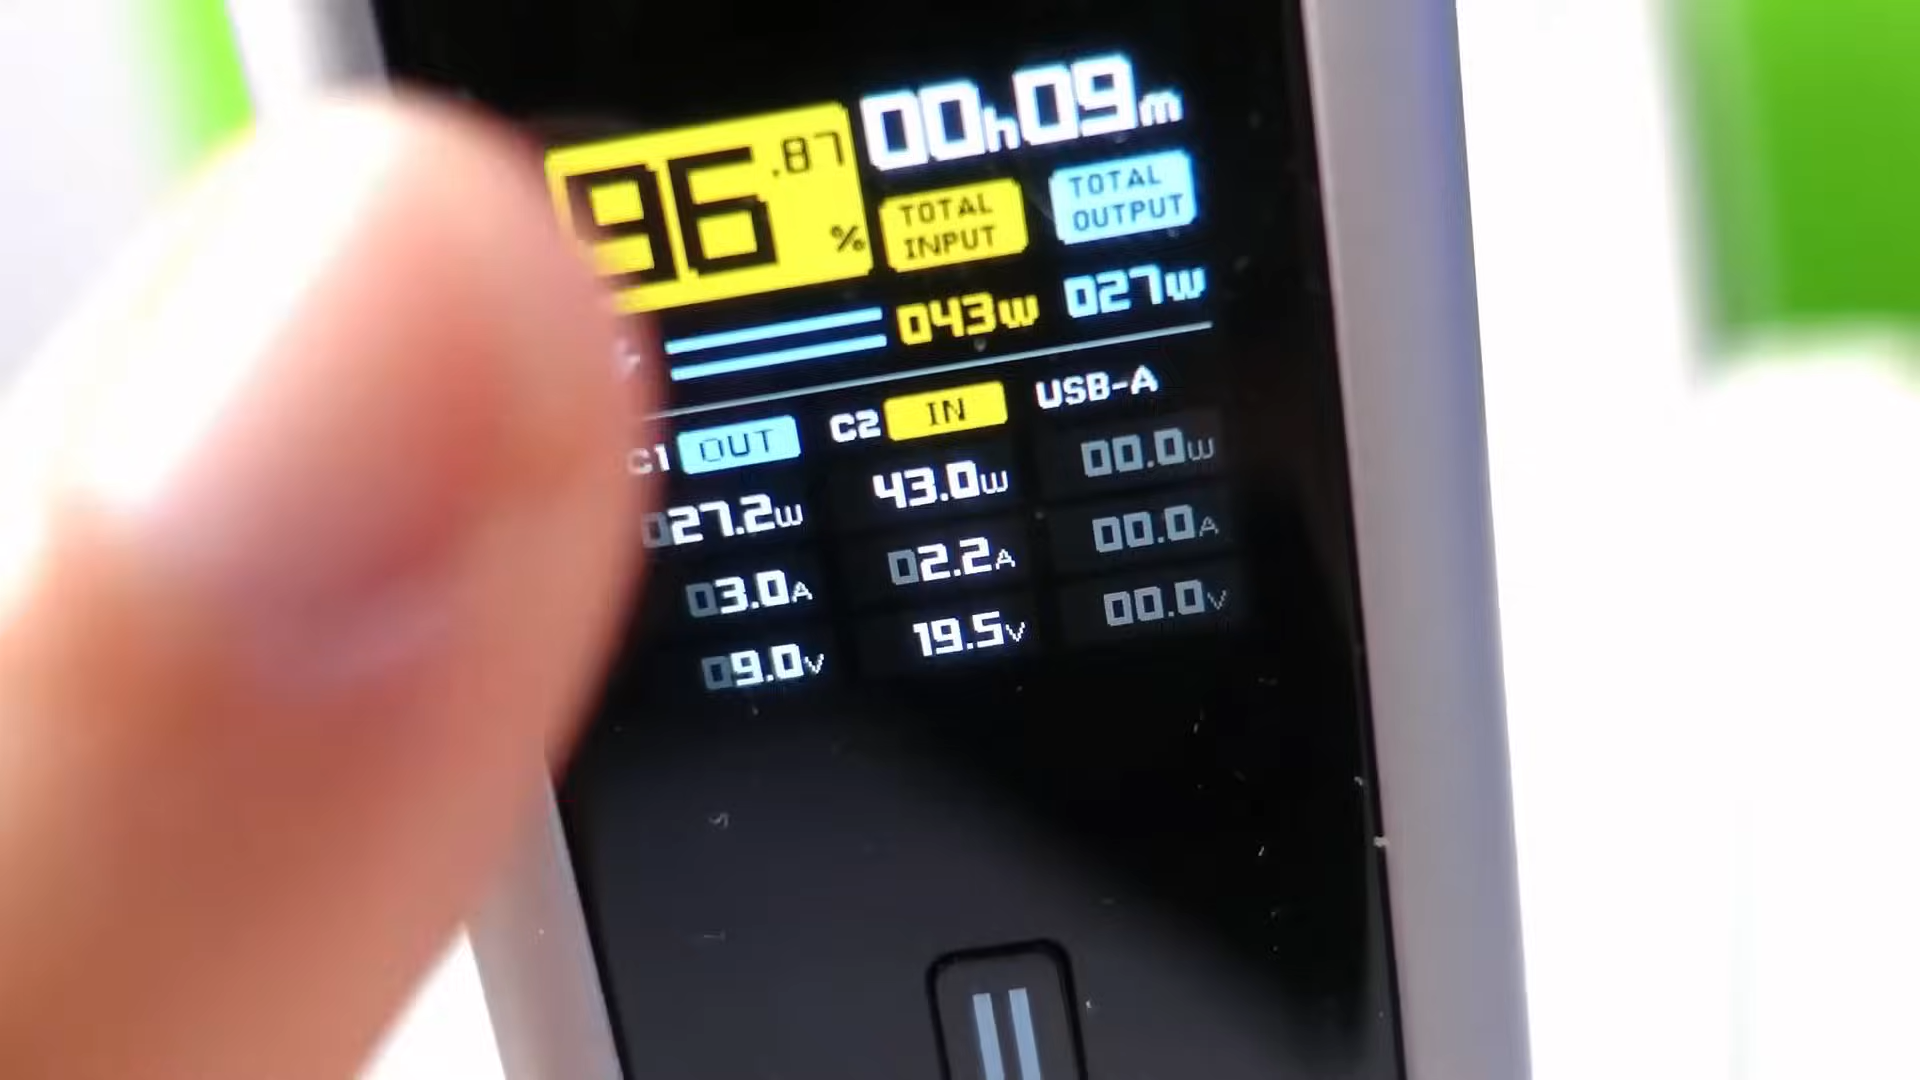 96.87% 00h09m
TOTAL INPUT TOTAL OUTPUT
043W 027W
C1 OUT C2 IN USB-A
027.2W 43.0W 00.0W
03.0A 02.2A 00.0A
09.0V 19.5V 00.0V